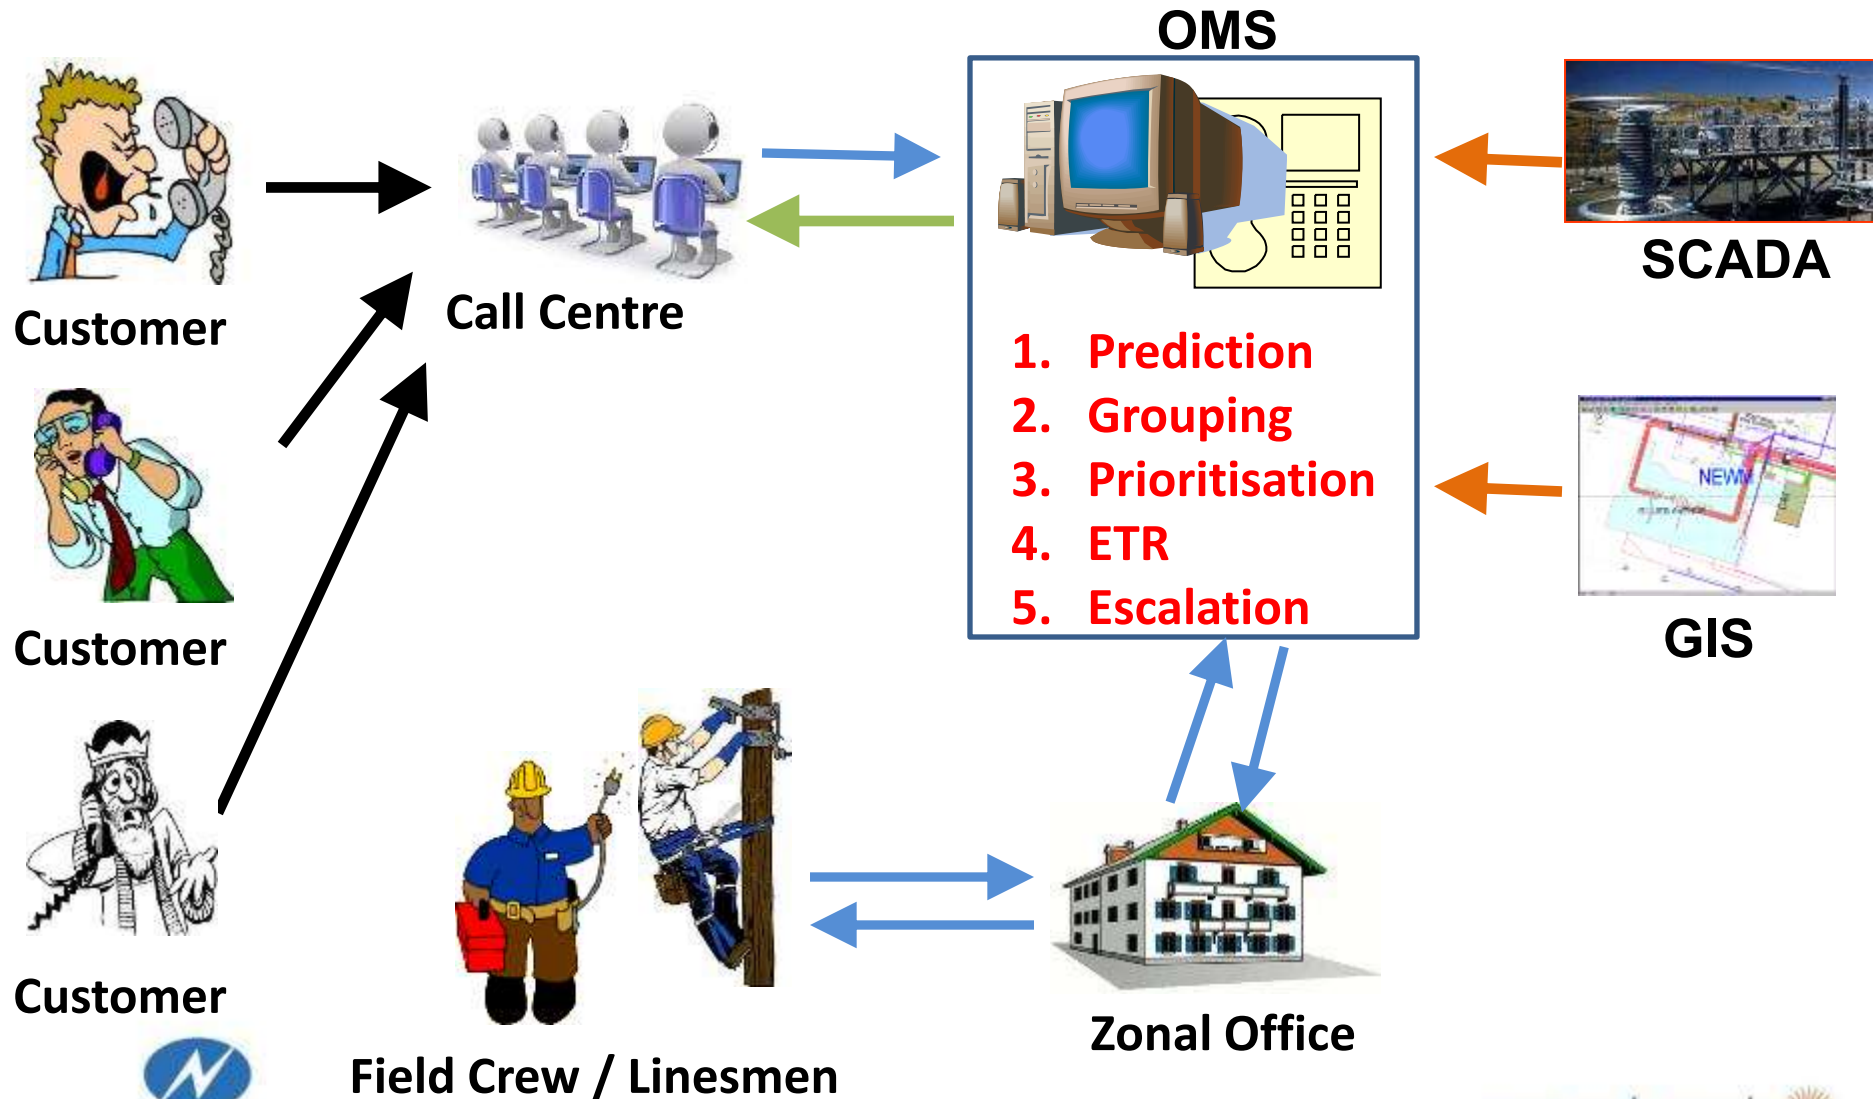 OMS
Customer
Call Centre
SCADA
1. Prediction
2. Grouping
3. Prioritisation
4. ETR
5. Escalation
NEWM
GIS
Customer
Customer
Field Crew / Linesmen
Zonal Office